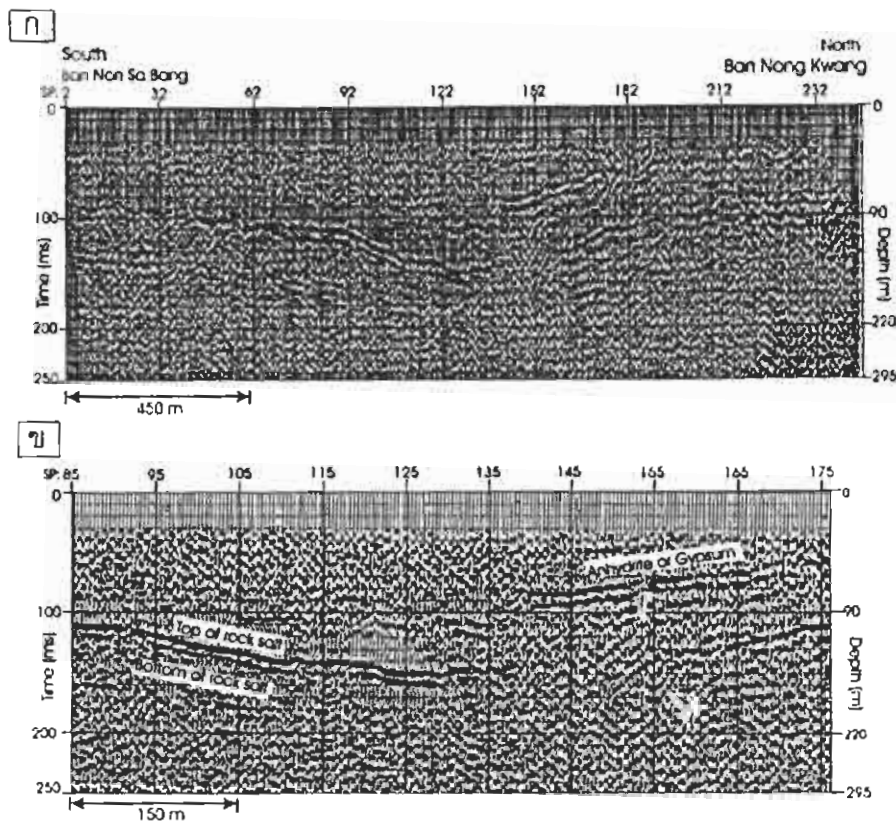 ก
South North
Ban Non Sa Bang Ban Nong Kwang
SP. 2 32 62 92 122 152 182 212 232
0 0
100 90
200 220
250 295
Time (ms)
Depth (m)
450 m
ข
SP. 85 95 105 115 125 135 145 155 165 175
0 0
Anhydrite or Gypsum
100 90
Top of rock salt
Bottom of rock salt
200 220
250 295
Time (ms)
Depth (m)
150 m